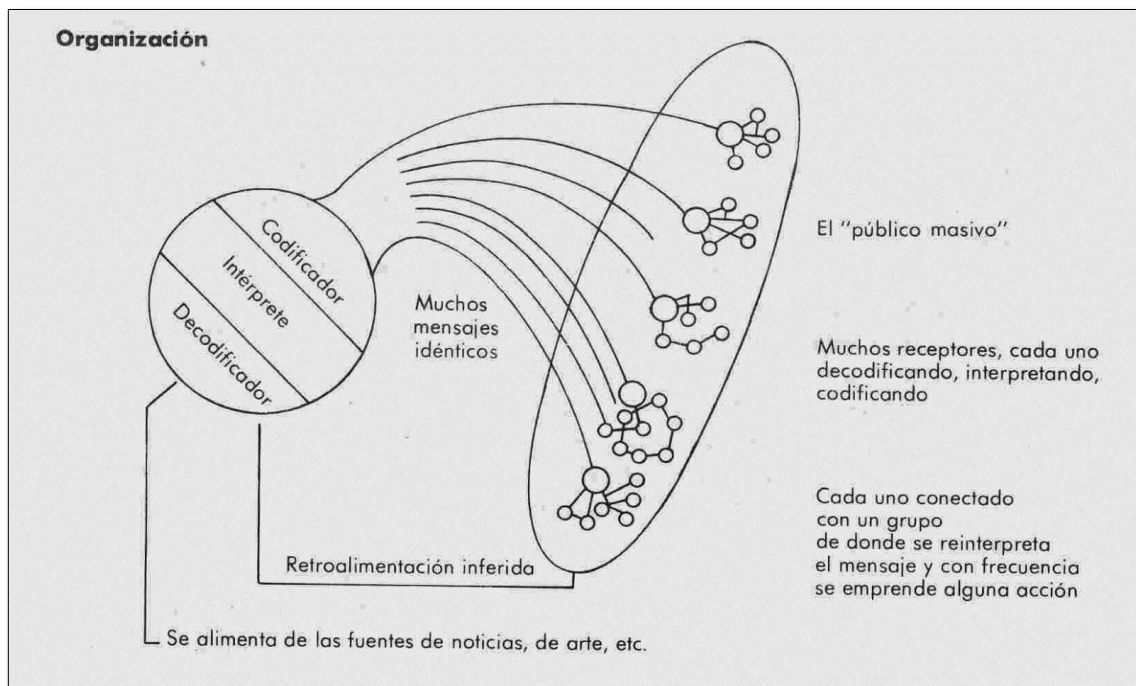 Organización
Codificador
Intérprete
Decodificador
Muchos
mensajes
idénticos
El "público masivo"
Muchos receptores, cada uno
decodificando, interpretando,
codificando
Cada uno conectado
con un grupo
de donde se reinterpreta
el mensaje y con frecuencia
se emprende alguna acción
Retroalimentación inferida
Se alimenta de las fuentes de noticias, de arte, etc.